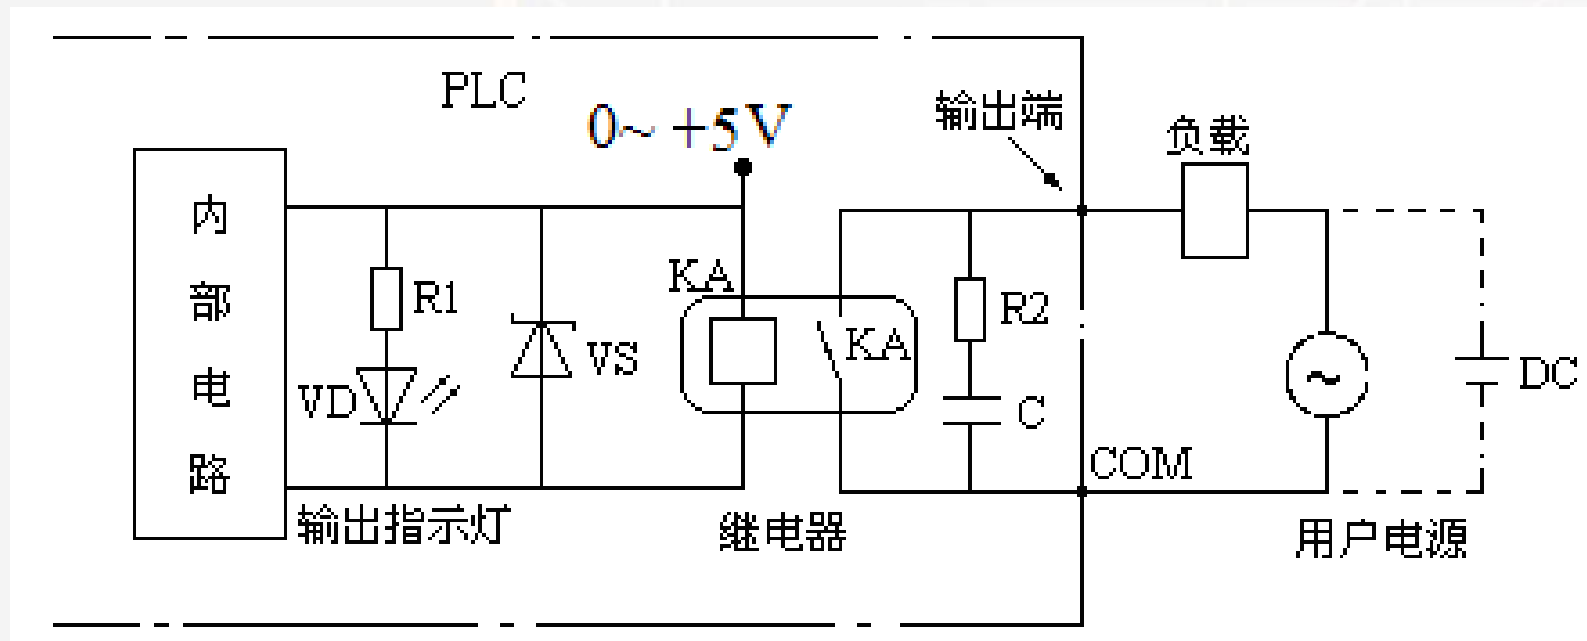 PLC
0~ +5V
输出端
负载
内部电路
KA
R1
R2
VS
KA
VD
DC
C
COM
输出指示灯
继电器
用户电源
~